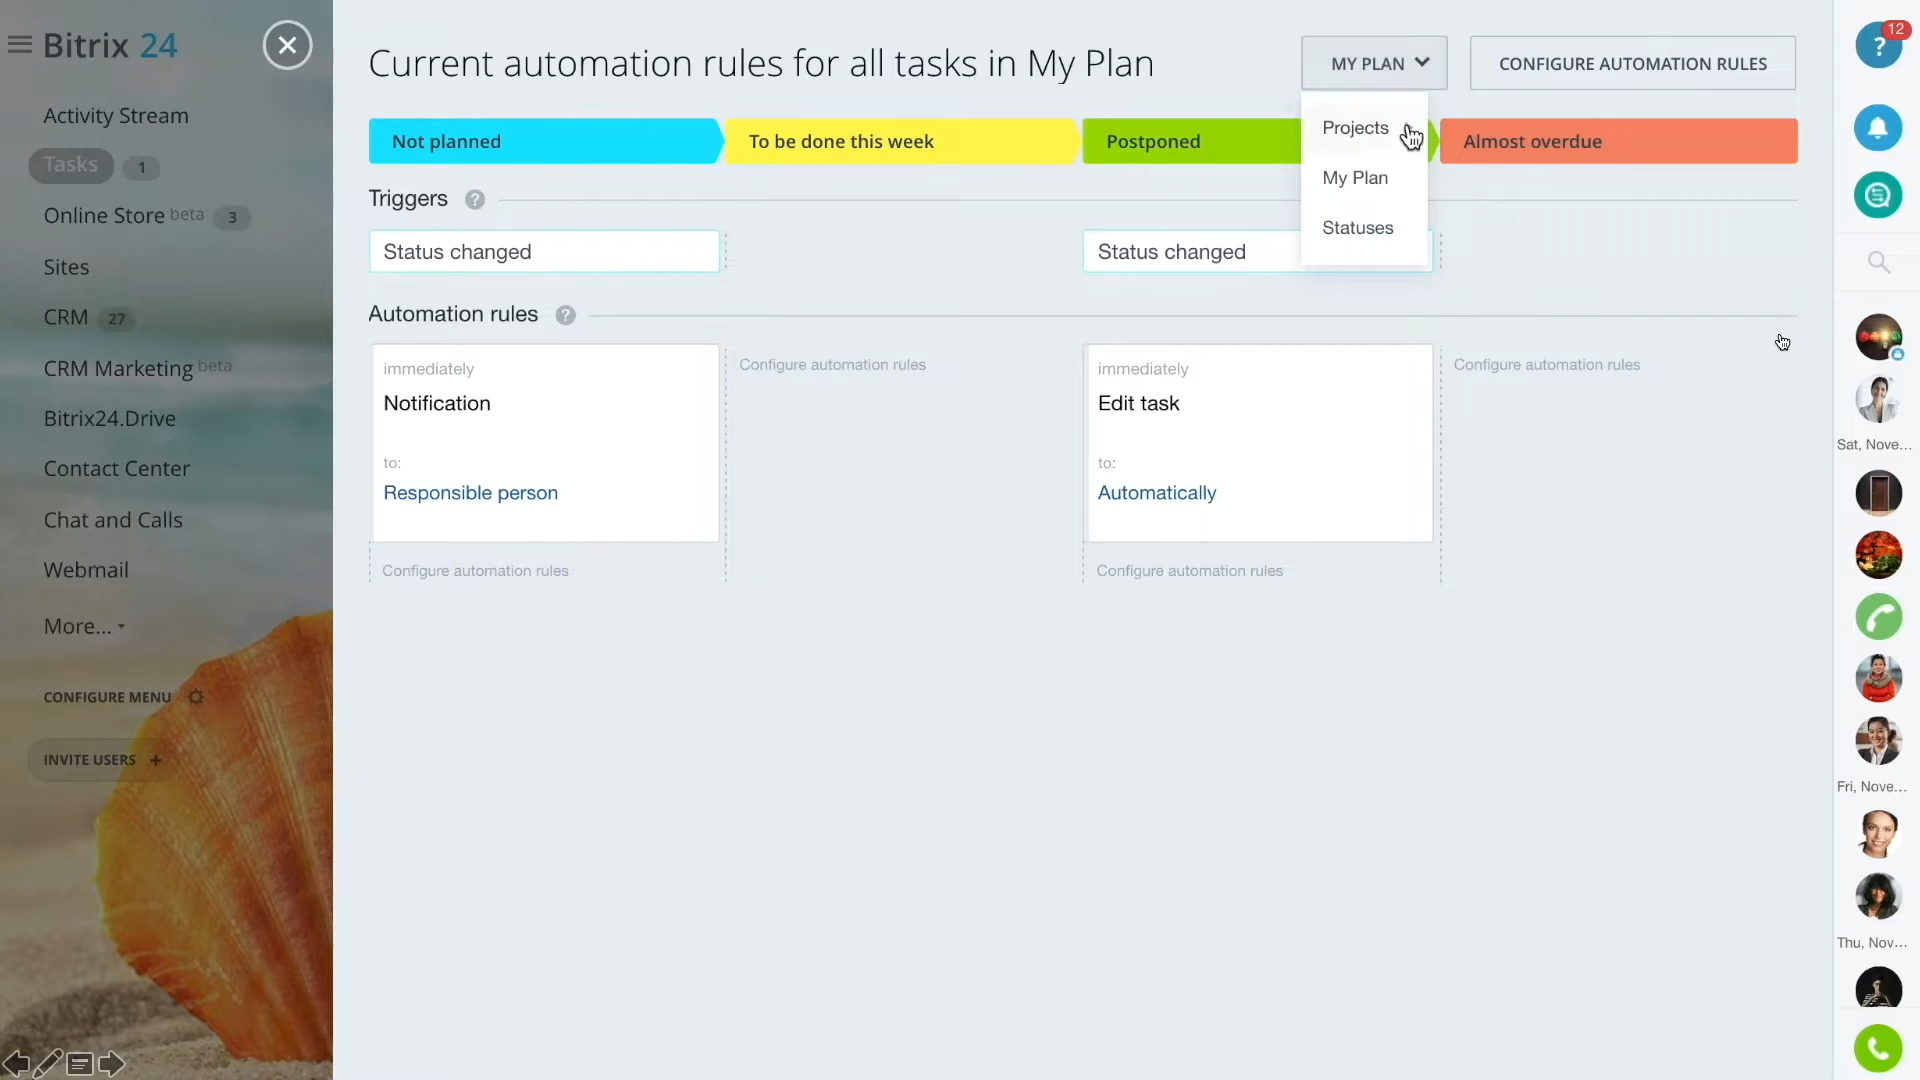 Bitrix 24
Activity Stream
Tasks 1
Online Store beta 3
Sites
CRM 27
CRM Marketing beta
Bitrix24.Drive
Contact Center
Chat and Calls
Webmail
More...
CONFIGURE MENU
INVITE USERS +
Current automation rules for all tasks in My Plan
MY PLAN
CONFIGURE AUTOMATION RULES
Projects
My Plan
Statuses
Not planned
To be done this week
Postponed
Almost overdue
Triggers ?
Status changed
Status changed
Automation rules ?
immediately
Notification
to:
Responsible person
Configure automation rules
Configure automation rules
immediately
Edit task
to:
Automatically
Configure automation rules
Configure automation rules
? 12
Sat, Nove...
Fri, Nove...
Thu, Nov...